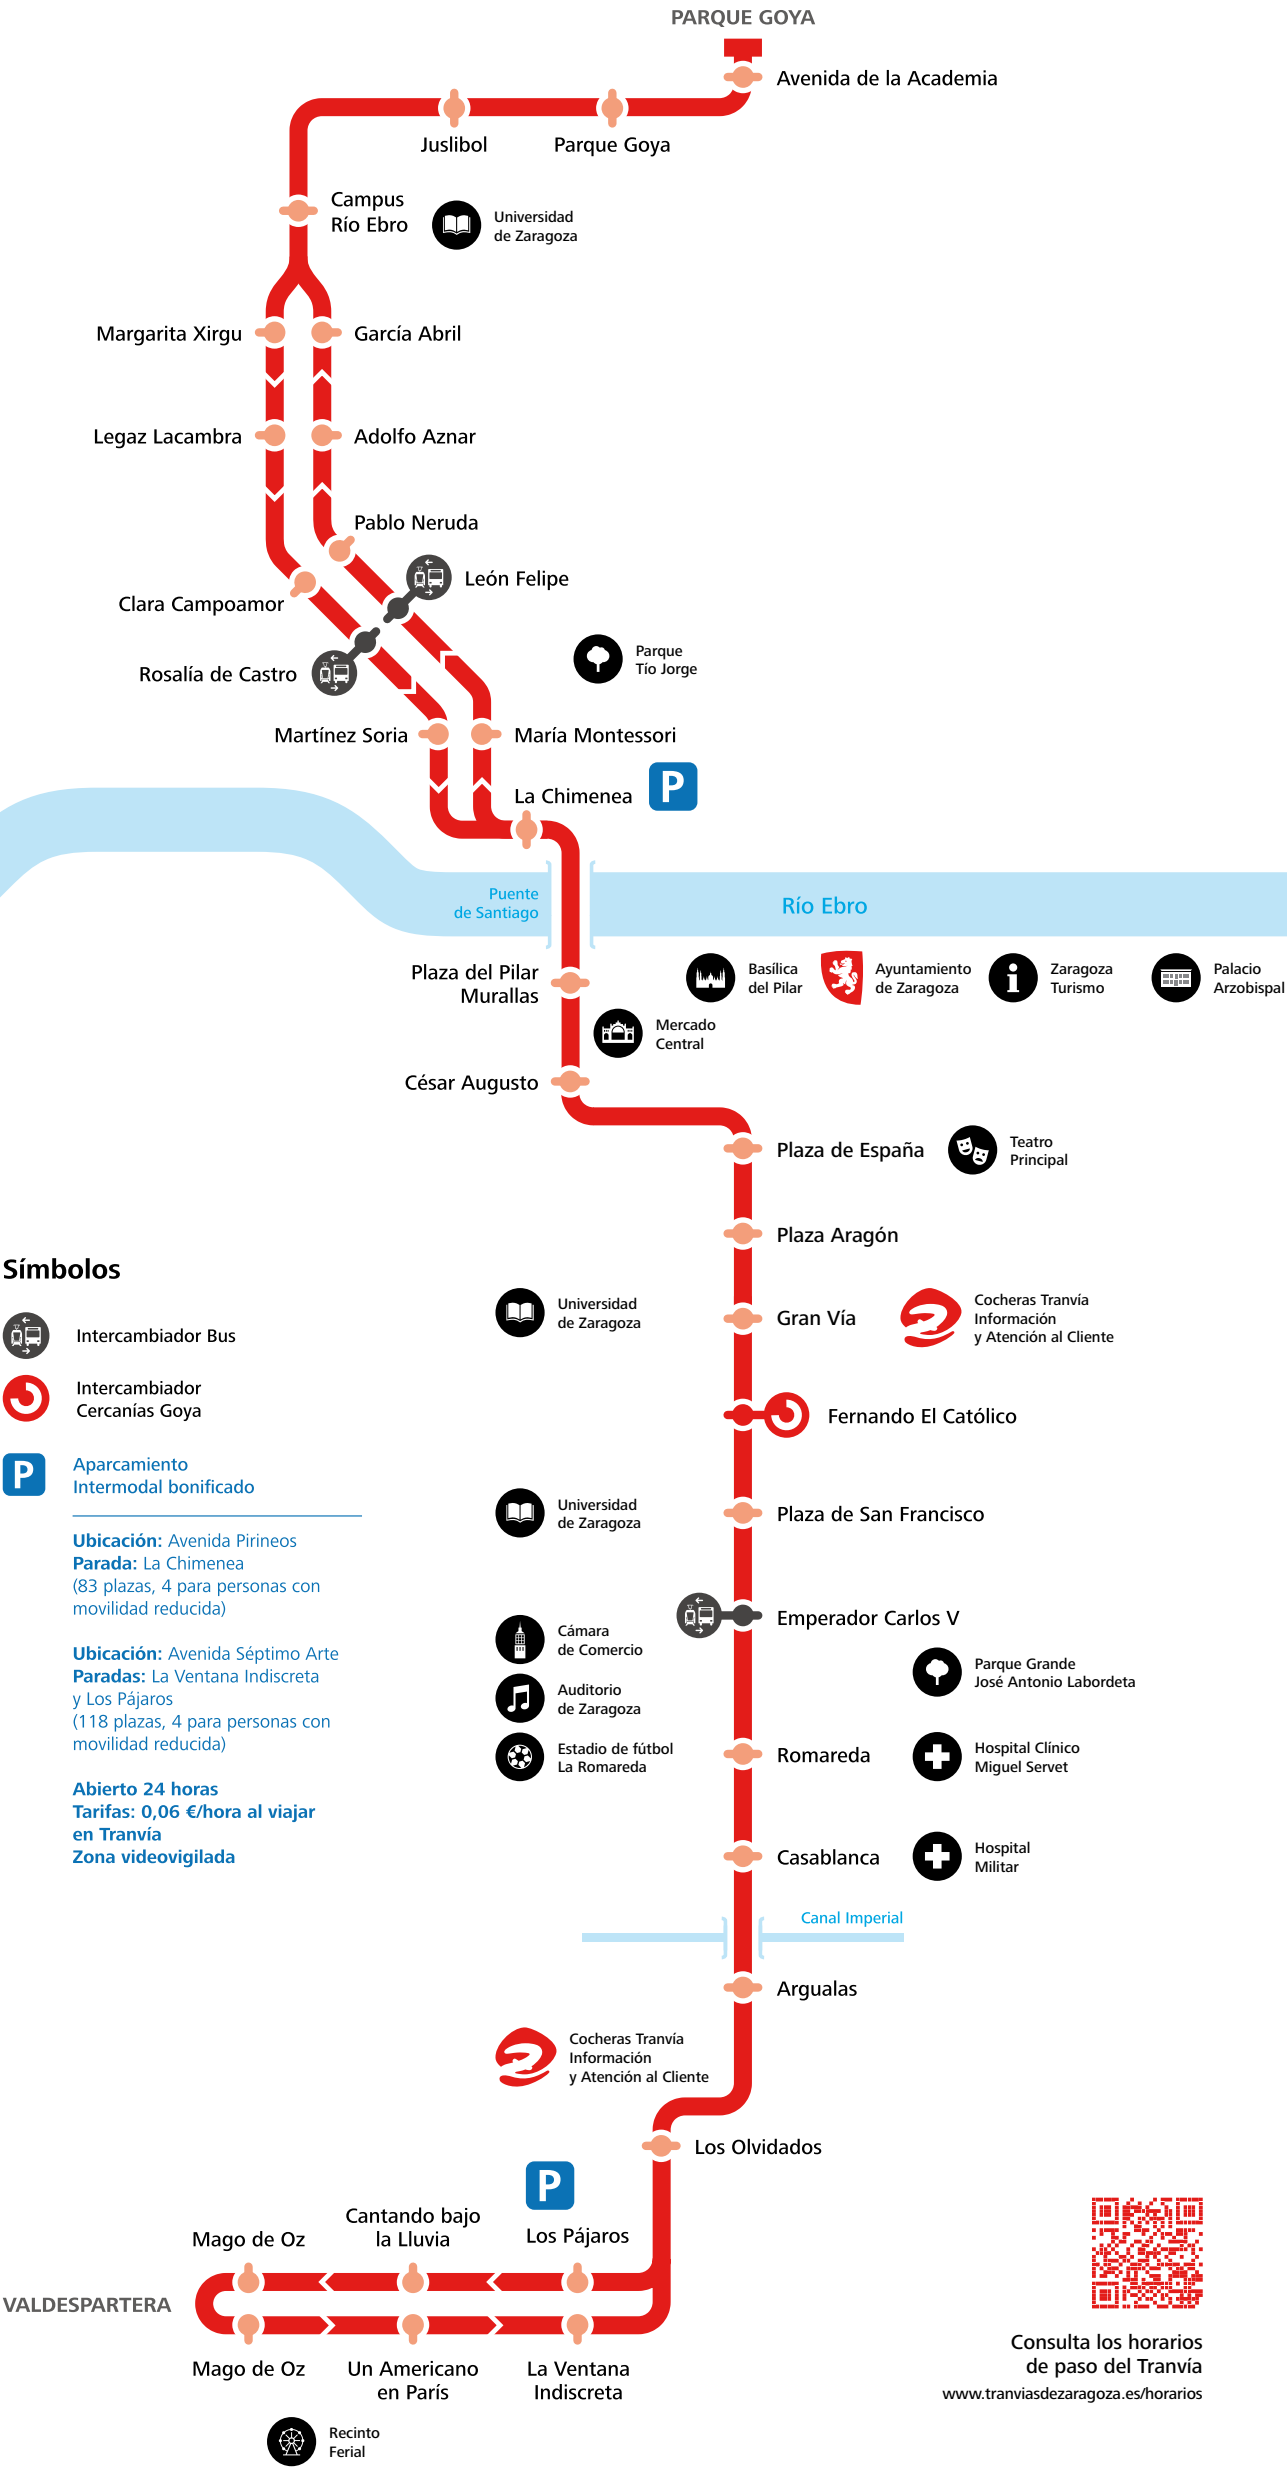 PARQUE GOYA
Avenida de la Academia
Juslibol
Parque Goya
Campus
Río Ebro
Universidad
de Zaragoza
Margarita Xirgu
García Abril
Legaz Lacambra
Adolfo Aznar
Pablo Neruda
León Felipe
Clara Campoamor
Parque
Tío Jorge
Rosalía de Castro
Martínez Soria
María Montessori
La Chimenea
P
Puente
de Santiago
Río Ebro
Plaza del Pilar
Murallas
Basílica
del Pilar
Ayuntamiento
de Zaragoza
i
Zaragoza
Turismo
Palacio
Arzobispal
Mercado
Central
César Augusto
Plaza de España
Teatro
Principal
Plaza Aragón
Universidad
de Zaragoza
Gran Vía
Cocheras Tranvía
Información
y Atención al Cliente
Fernando El Católico
Universidad
de Zaragoza
Plaza de San Francisco
Emperador Carlos V
Cámara
de Comercio
Parque Grande
José Antonio Labordeta
Auditorio
de Zaragoza
Estadio de fútbol
La Romareda
Romareda
Hospital Clínico
Miguel Servet
Casablanca
Hospital
Militar
Canal Imperial
Argualas
Cocheras Tranvía
Información
y Atención al Cliente
Los Olvidados
P
Los Pájaros
Cantando bajo
la Lluvia
Mago de Oz
VALDESPARTERA
Mago de Oz
Un Americano
en París
La Ventana
Indiscreta
Recinto
Ferial
Símbolos
Intercambiador Bus
Intercambiador
Cercanías Goya
P
Aparcamiento
Intermodal bonificado
Ubicación: Avenida Pirineos
Parada: La Chimenea
(83 plazas, 4 para personas con
movilidad reducida)
Ubicación: Avenida Séptimo Arte
Paradas: La Ventana Indiscreta
y Los Pájaros
(118 plazas, 4 para personas con
movilidad reducida)
Abierto 24 horas
Tarifas: 0,06 €/hora al viajar
en Tranvía
Zona videovigilada
Consulta los horarios
de paso del Tranvía
www.tranviasdezaragoza.es/horarios